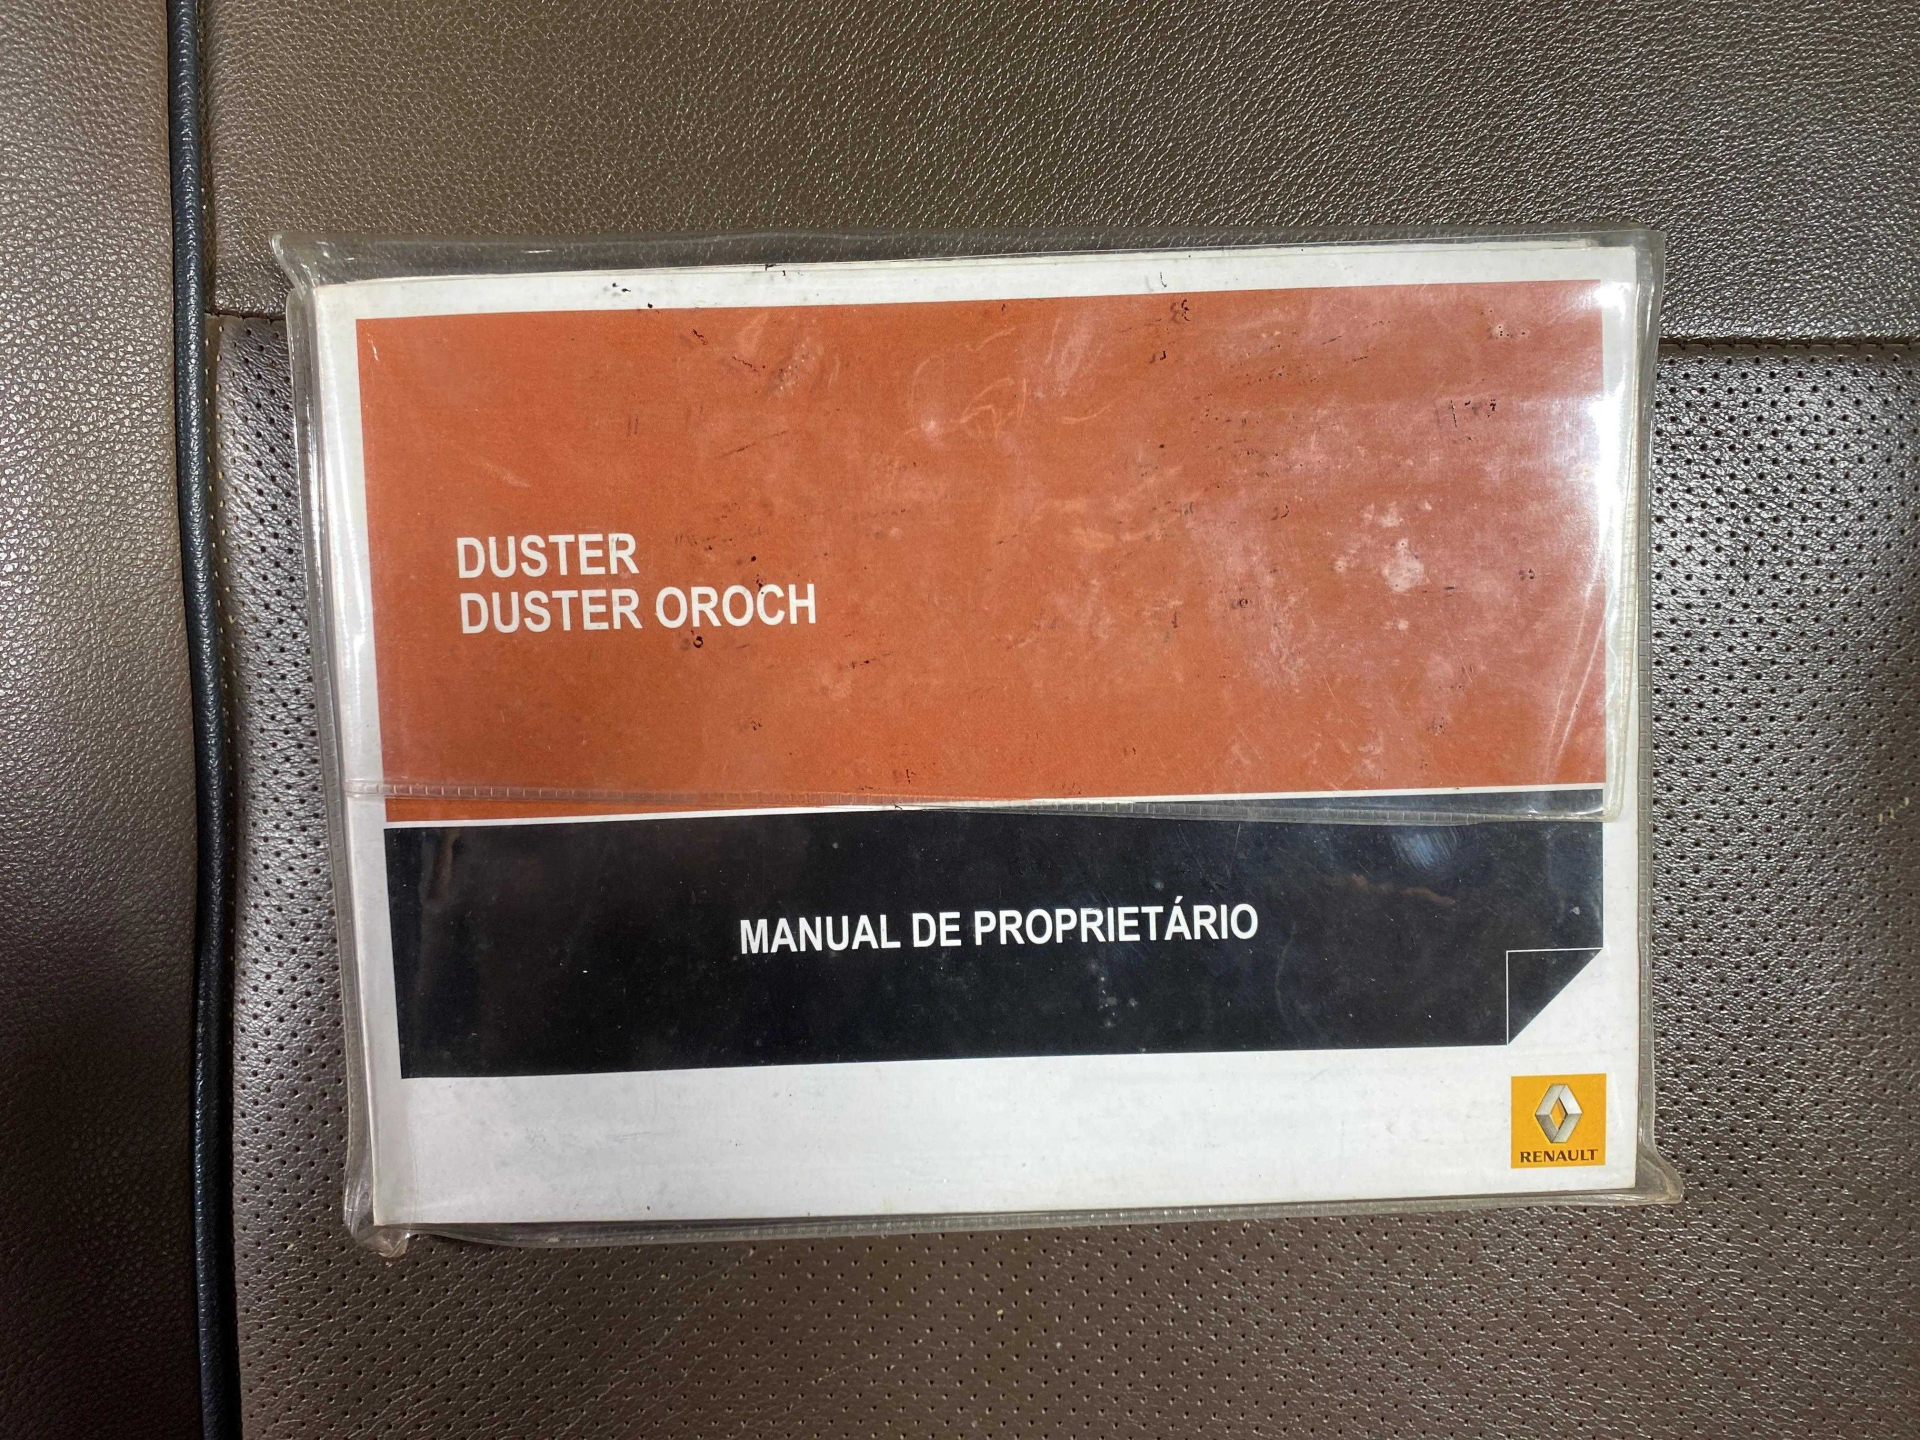 DUSTER
DUSTER OROCH
MANUAL DE PROPRIETÁRIO
RENAULT